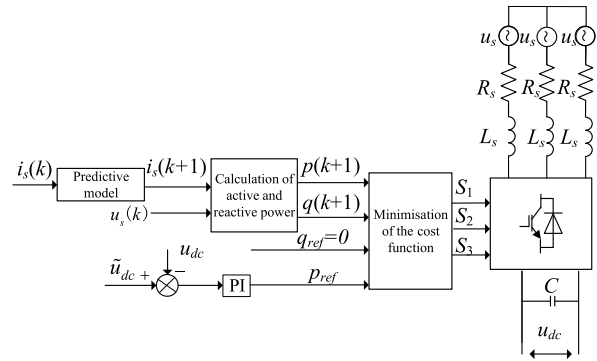 u_s u_s u_s
R_s R_s R_s
L_s L_s L_s
i_s(k)
Predictive
model
i_s(k+1)
u_s(k)
Calculation of
active and
reactive power
p(k+1)
q(k+1)
q_ref=0
p_ref
Minimisation
of the cost
function
S_1
S_2
S_3
ũ_dc +
−
u_dc
PI
C
u_dc